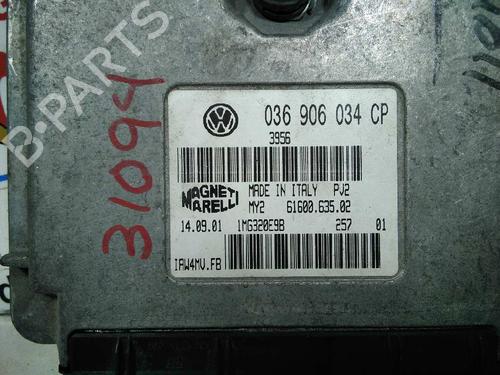 B-PARTS
31094
036 906 034 CP
3956
MAGNETI MARELLI
MADE IN ITALY PJ2
MY2 61600.635.02
14.09.01 1MG320E9B 257 01
IAW4MV.FB